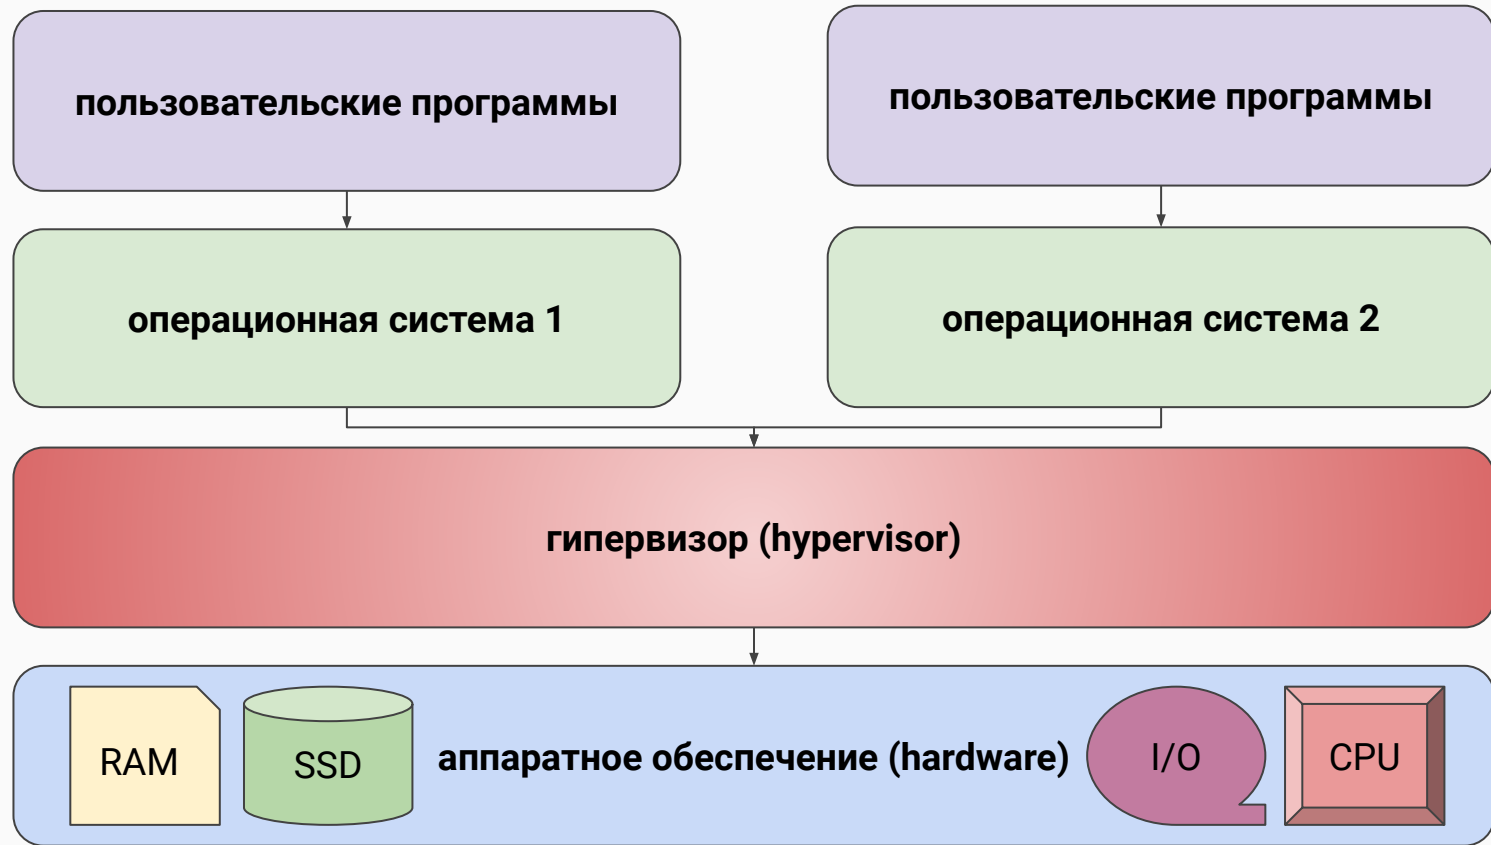 пользовательские программы
пользовательские программы
операционная система 1
операционная система 2
гипервизор (hypervisor)
RAM
SSD
аппаратное обеспечение (hardware)
I/O
CPU